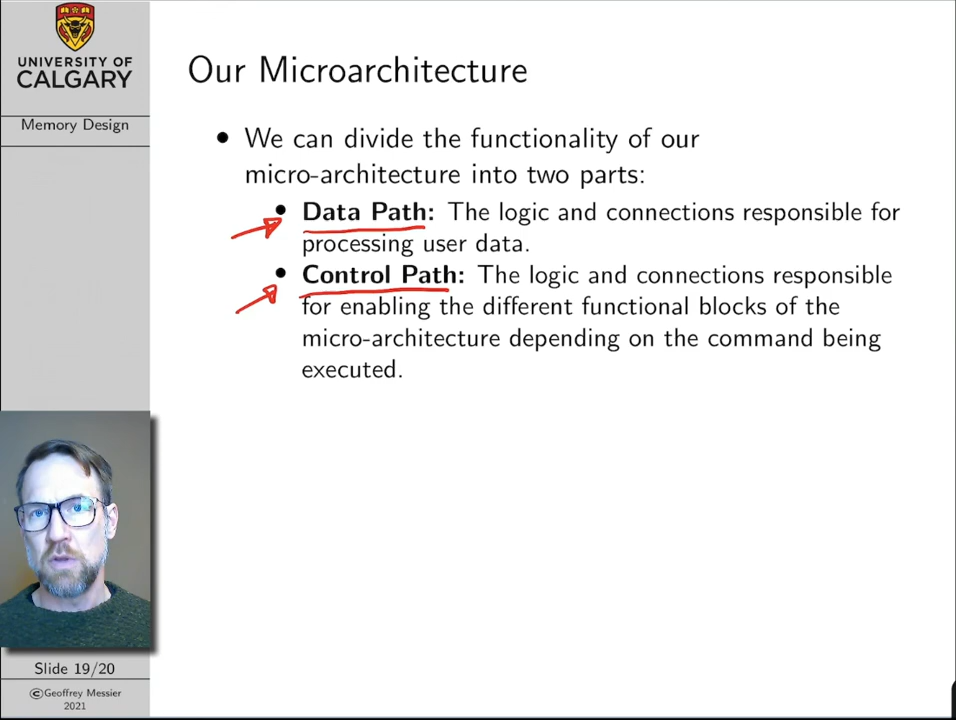 UNIVERSITY OF
CALGARY
Memory Design
Our Microarchitecture
• We can divide the functionality of our
micro-architecture into two parts:
• Data Path: The logic and connections responsible for
processing user data.
• Control Path: The logic and connections responsible
for enabling the different functional blocks of the
micro-architecture depending on the command being
executed.
Slide 19/20
©Geoffrey Messier
2021